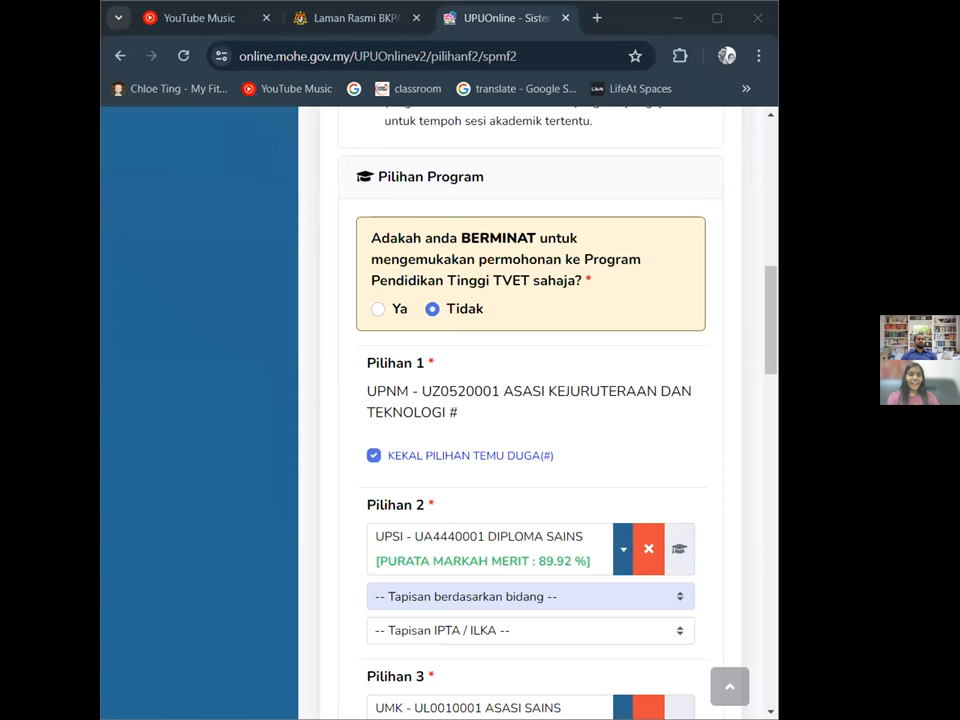 YouTube Music
Laman Rasmi BKPA
UPUOnline - Siste
online.mohe.gov.my/UPUOnlinev2/pilihanf2/spmf2
Chloe Ting - My Fit...
YouTube Music
classroom
translate - Google S...
LifeAt Spaces
untuk tempoh sesi akademik tertentu.
Pilihan Program
Adakah anda BERMINAT untuk
mengemukakan permohonan ke Program
Pendidikan Tinggi TVET sahaja? *
Ya Tidak
Pilihan 1 *
UPNM - UZ0520001 ASASI KEJURUTERAAN DAN
TEKNOLOGI #
KEKAL PILIHAN TEMU DUGA(#)
Pilihan 2 *
UPSI - UA4440001 DIPLOMA SAINS
[PURATA MARKAH MERIT : 89.92 %]
-- Tapisan berdasarkan bidang --
-- Tapisan IPTA / ILKA --
Pilihan 3 *
UMK - UL0010001 ASASI SAINS